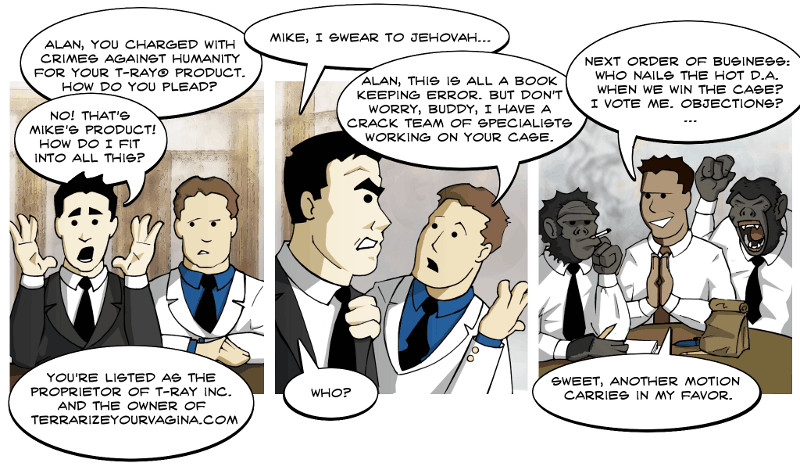 ALAN, YOU CHARGED WITH
CRIMES AGAINST HUMANITY
FOR YOUR T-RAY® PRODUCT.
HOW DO YOU PLEAD?
NO! THAT'S
MIKE'S PRODUCT!
HOW DO I FIT
INTO ALL THIS?
YOU'RE LISTED AS THE
PROPRIETOR OF T-RAY INC.
AND THE OWNER OF
TERRARIZEYOURVAGINA.COM
MIKE, I SWEAR TO JEHOVAH...
ALAN, THIS IS ALL A BOOK
KEEPING ERROR. BUT DON'T
WORRY, BUDDY, I HAVE A
CRACK TEAM OF SPECIALISTS
WORKING ON YOUR CASE.
WHO?
NEXT ORDER OF BUSINESS:
WHO NAILS THE HOT D.A.
WHEN WE WIN THE CASE?
I VOTE ME. OBJECTIONS?
...
SWEET, ANOTHER MOTION
CARRIES IN MY FAVOR.